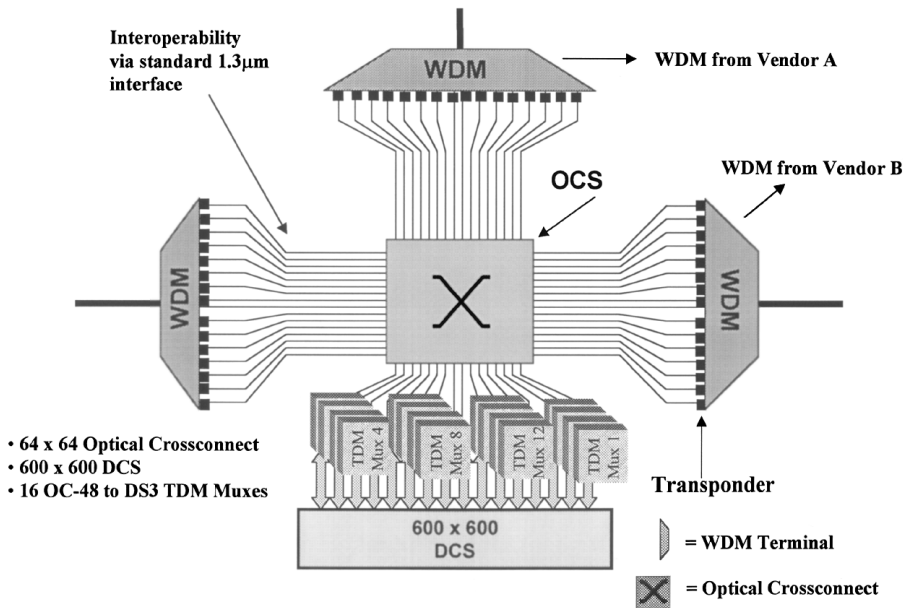 Interoperability
via standard 1.3μm
interface
WDM
WDM from Vendor A
OCS
WDM from Vendor B
WDM
WDM
TDM
Mux 4
TDM
Mux 8
TDM
Mux 12
TDM
Mux 1
• 64 x 64 Optical Crossconnect
• 600 x 600 DCS
• 16 OC-48 to DS3 TDM Muxes
Transponder
600 x 600
DCS
= WDM Terminal
= Optical Crossconnect